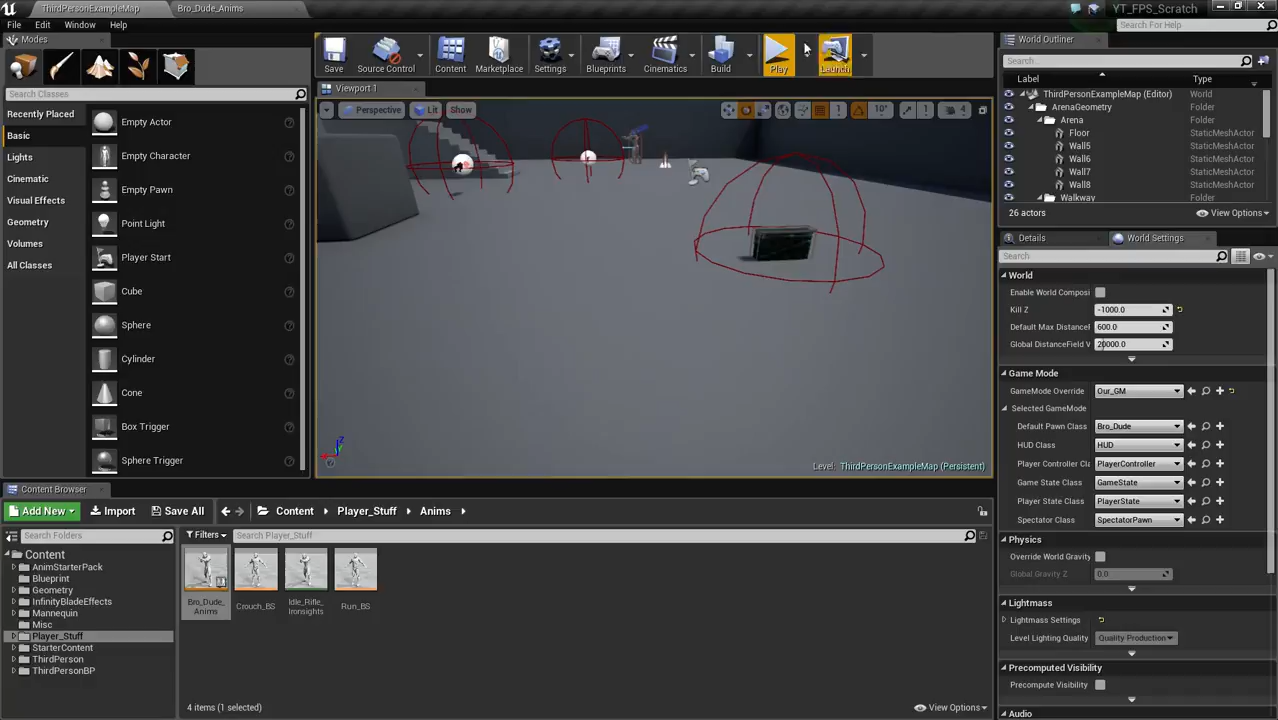 ThirdPersonExampleMap
Bro_Dude_Anims
YT_FPS_Scratch
File
Edit
Window
Help
Search For Help
Modes
Search Classes
Recently Placed
Basic
Lights
Cinematic
Visual Effects
Geometry
Volumes
All Classes
Empty Actor
Empty Character
Empty Pawn
Point Light
Player Start
Cube
Sphere
Cylinder
Cone
Box Trigger
Sphere Trigger
Save
Source Control
Content
Marketplace
Settings
Blueprints
Cinematics
Build
Play
Launch
Viewport 1
Perspective
Lit
Show
1
10°
1
4
Level: ThirdPersonExampleMap (Persistent)
World Outliner
Search...
Label
Type
ThirdPersonExampleMap (Editor)
World
ArenaGeometry
Folder
Arena
Folder
Floor
StaticMeshActor
Wall5
StaticMeshActor
Wall6
StaticMeshActor
Wall7
StaticMeshActor
Wall8
StaticMeshActor
Walkway
Folder
26 actors
View Options
Details
World Settings
Search
World
Enable World Composi
Kill Z
-1000.0
Default Max DistanceF
600.0
Global DistanceField V
20000.0
Game Mode
GameMode Override
Our_GM
Selected GameMode
Default Pawn Class
Bro_Dude
HUD Class
HUD
Player Controller Cla
PlayerController
Game State Class
GameState
Player State Class
PlayerState
Spectator Class
SpectatorPawn
Physics
Override World Gravity
Global Gravity Z
0.0
Lightmass
Lightmass Settings
Level Lighting Quality
Quality Production
Precomputed Visibility
Precompute Visibility
Audio
Content Browser
Add New
Import
Save All
Content
Player_Stuff
Anims
Search Folders
Filters
Search Player_Stuff
Content
AnimStarterPack
Blueprint
Geometry
InfinityBladeEffects
Mannequin
Misc
Player_Stuff
StarterContent
ThirdPerson
ThirdPersonBP
Bro_Dude_
Anims
Crouch_BS
Idle_Rifle_
Ironsights
Run_BS
4 items (1 selected)
View Options